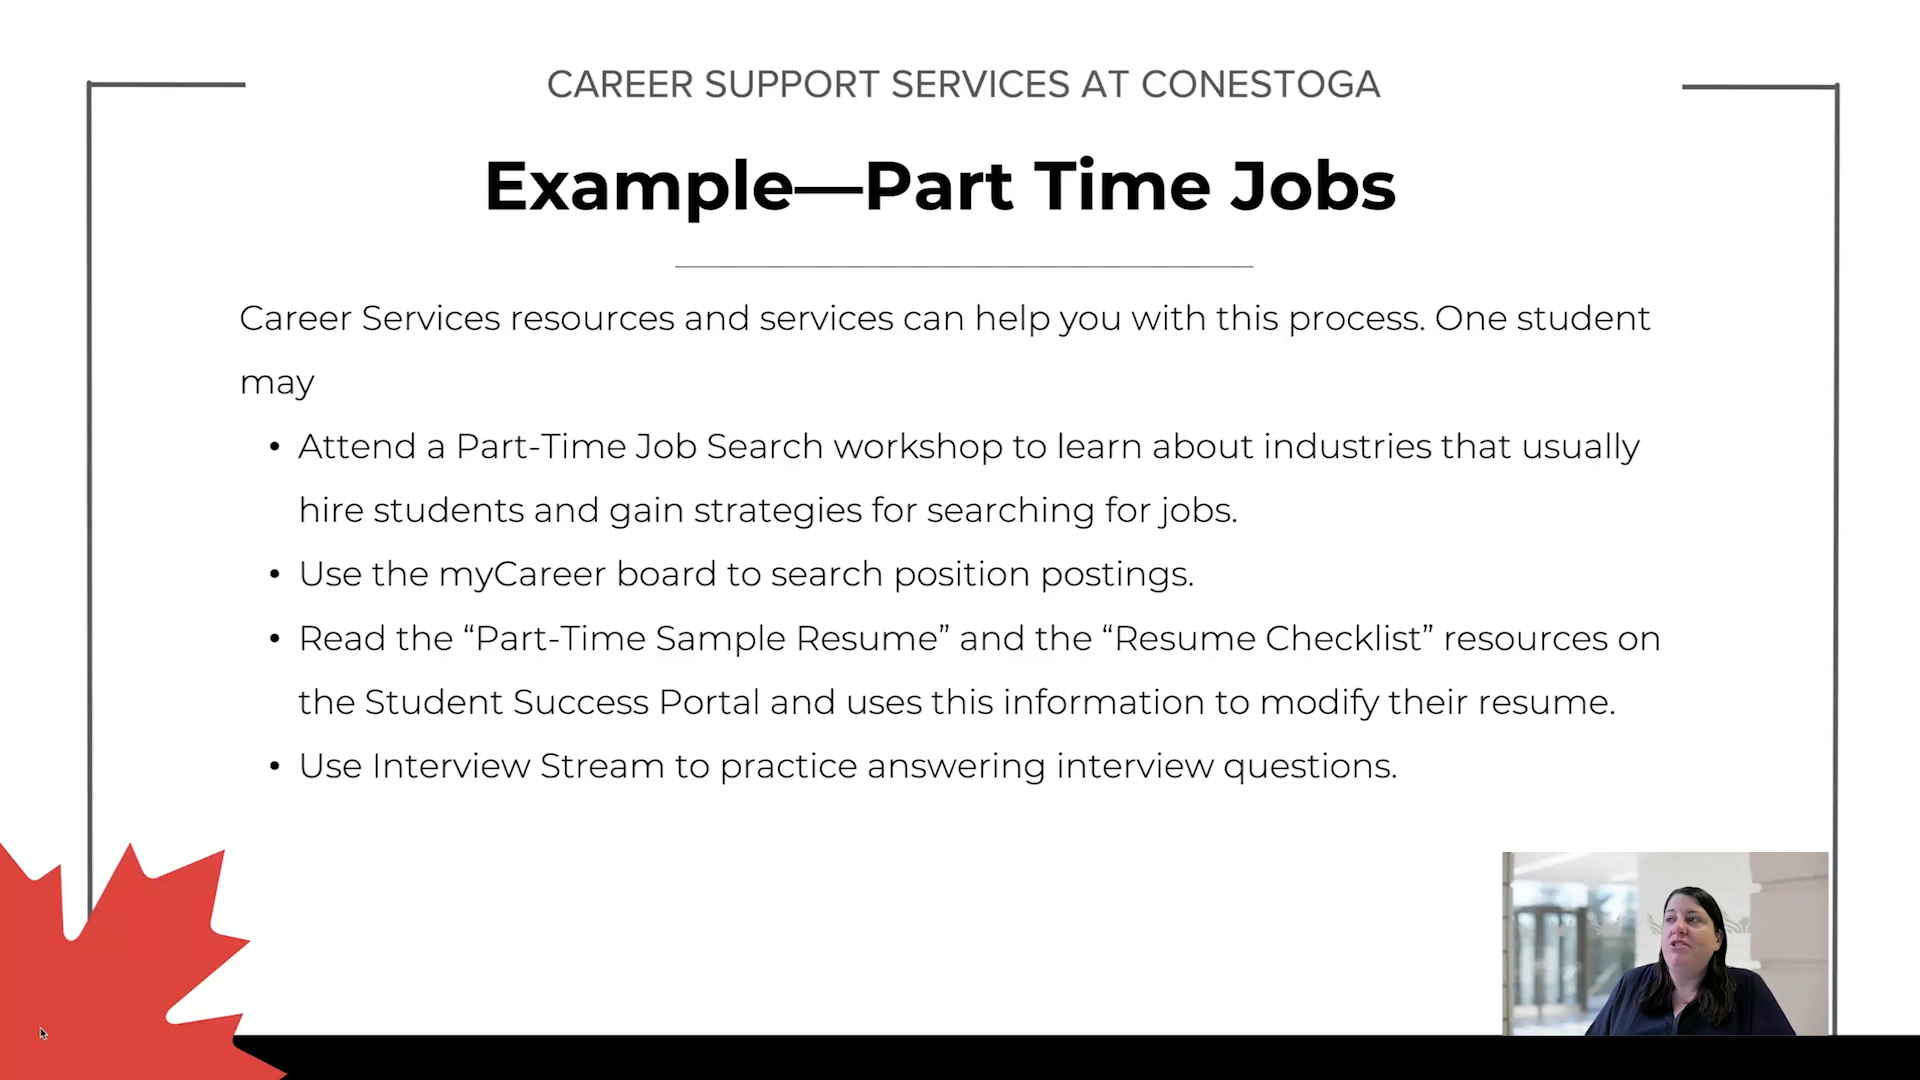 CAREER SUPPORT SERVICES AT CONESTOGA
Example—Part Time Jobs
Career Services resources and services can help you with this process. One student
may
• Attend a Part-Time Job Search workshop to learn about industries that usually
hire students and gain strategies for searching for jobs.
• Use the myCareer board to search position postings.
• Read the “Part-Time Sample Resume” and the “Resume Checklist” resources on
the Student Success Portal and uses this information to modify their resume.
• Use Interview Stream to practice answering interview questions.